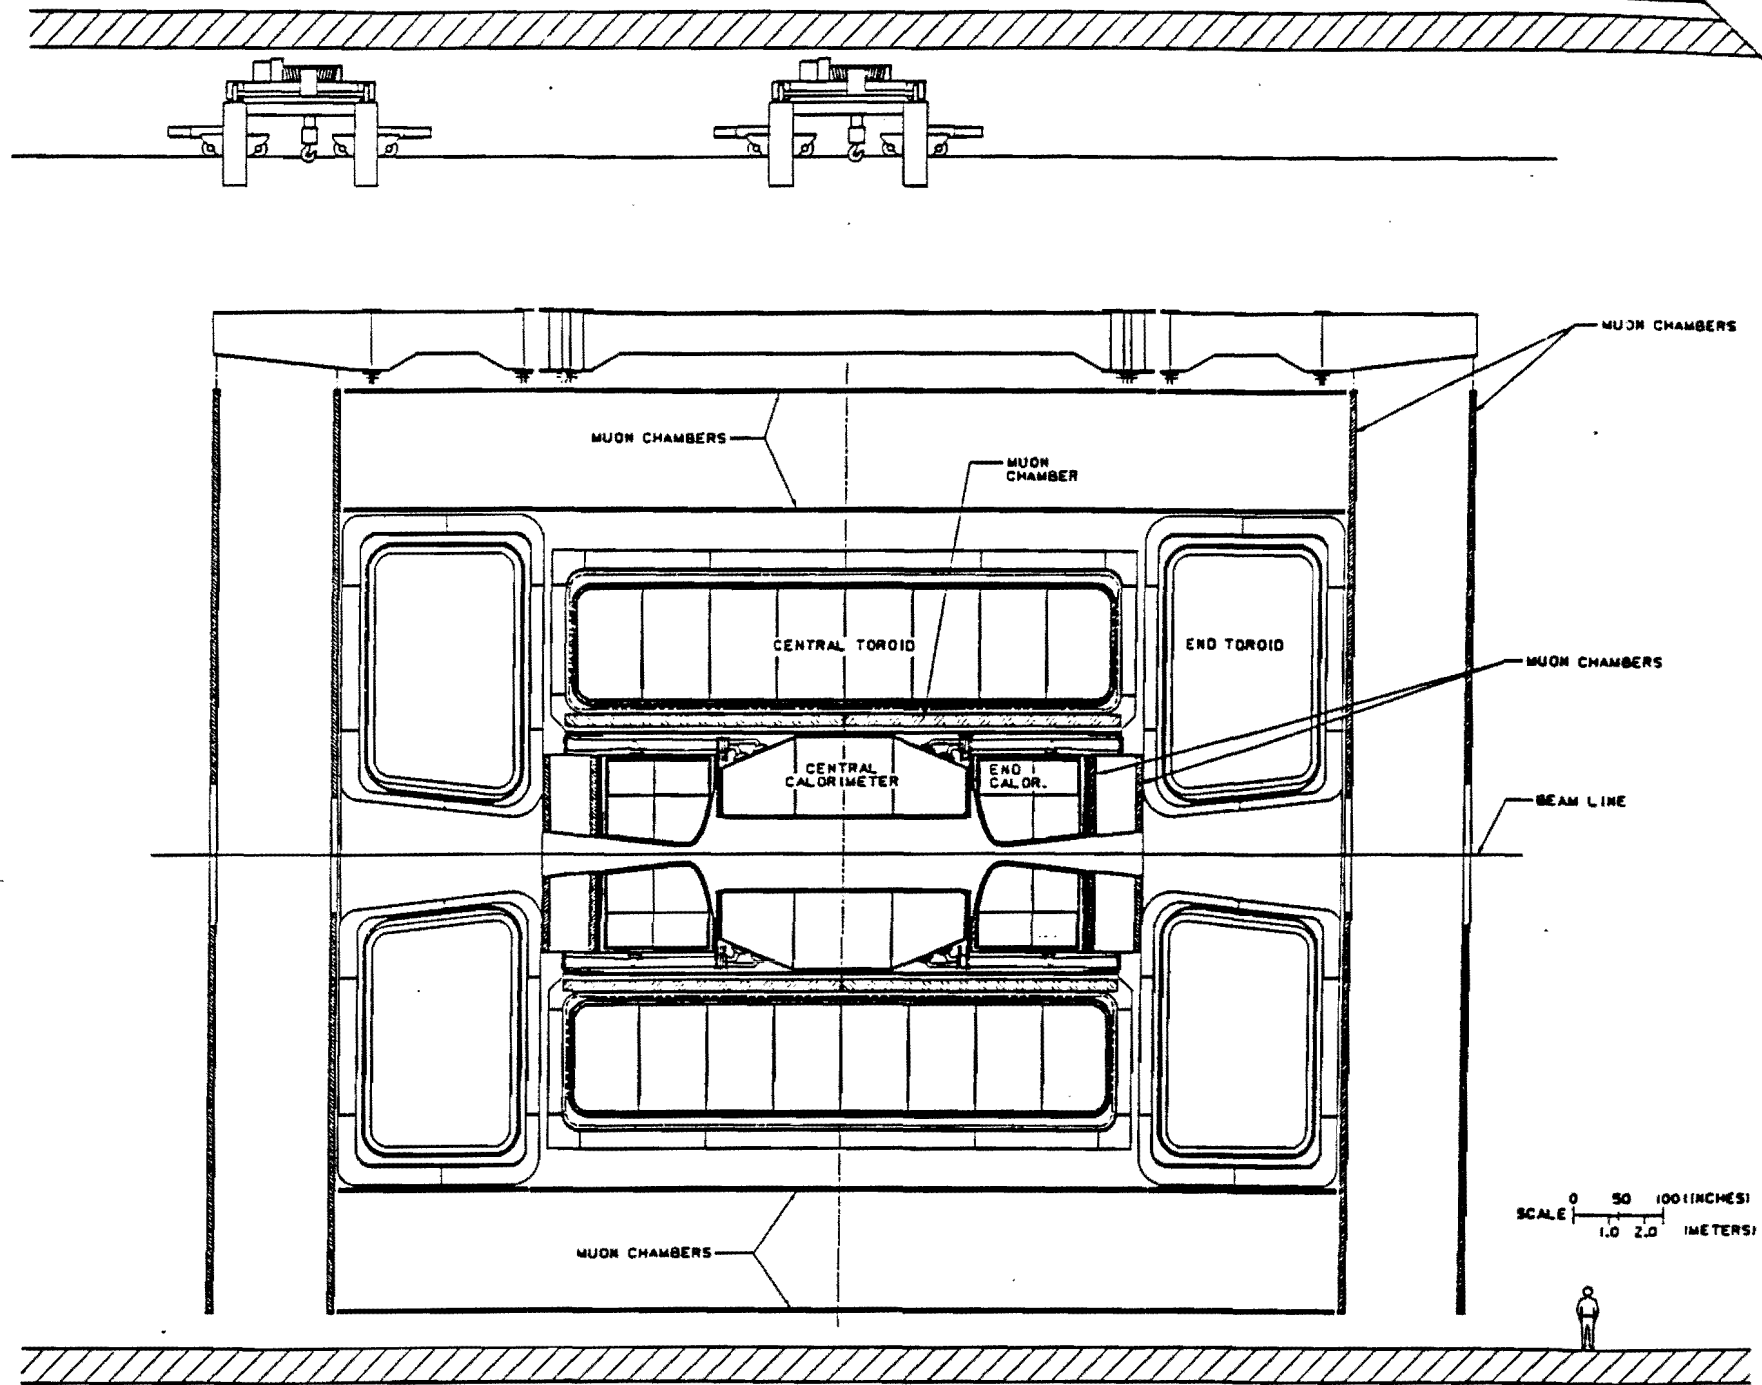 MUON CHAMBERS
MUON CHAMBERS
MUON
CHAMBER
CENTRAL TOROID
END TOROID
MUON CHAMBERS
CENTRAL
CALORIMETER
END
CALOR.
BEAM LINE
0 50 100 (INCHES)
SCALE
1.0 2.0 (METERS)
MUON CHAMBERS